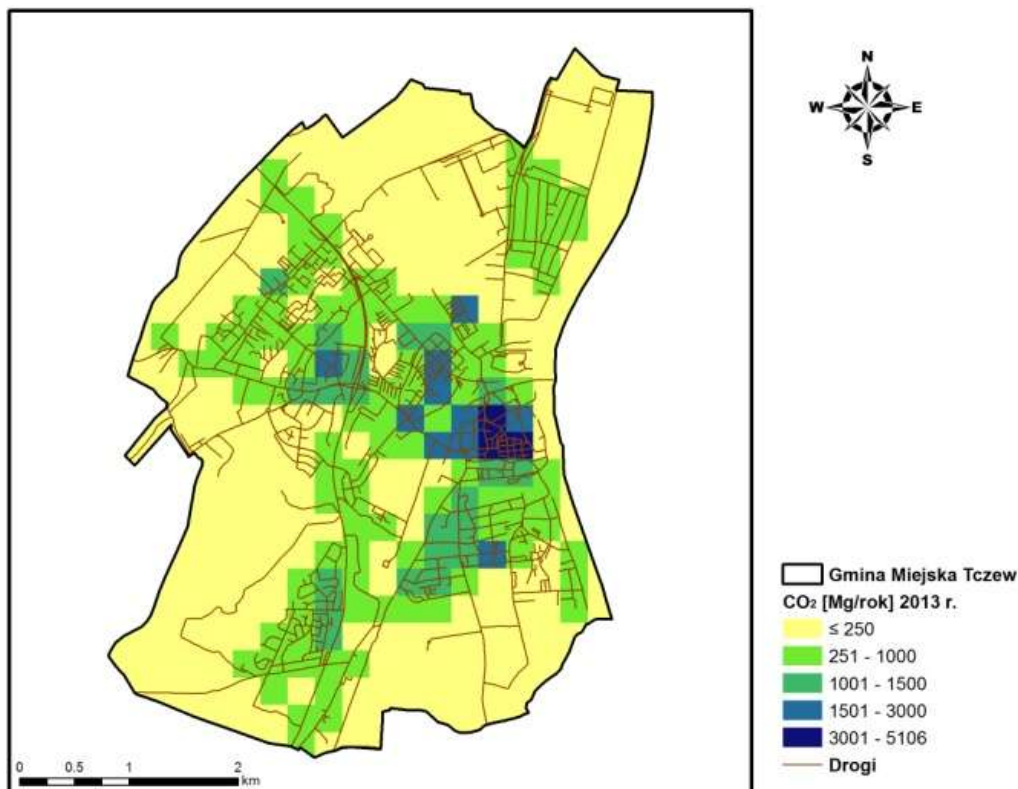 N
W E
S
Gmina Miejska Tczew
CO₂ [Mg/rok] 2013 r.
≤ 250
251 - 1000
1001 - 1500
1501 - 3000
3001 - 5106
Drogi
0 0.5 1 2
km